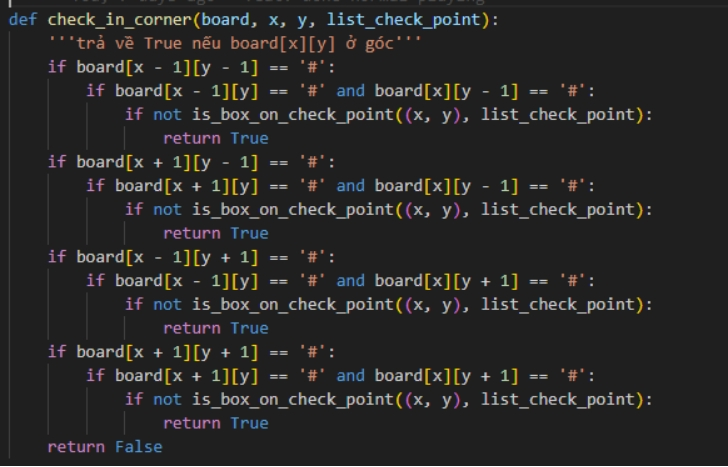 def check_in_corner(board, x, y, list_check_point):
    '''trả về True nếu board[x][y] ở góc'''
    if board[x - 1][y - 1] == '#':
        if board[x - 1][y] == '#' and board[x][y - 1] == '#':
            if not is_box_on_check_point((x, y), list_check_point):
                return True
    if board[x + 1][y - 1] == '#':
        if board[x + 1][y] == '#' and board[x][y - 1] == '#':
            if not is_box_on_check_point((x, y), list_check_point):
                return True
    if board[x - 1][y + 1] == '#':
        if board[x - 1][y] == '#' and board[x][y + 1] == '#':
            if not is_box_on_check_point((x, y), list_check_point):
                return True
    if board[x + 1][y + 1] == '#':
        if board[x + 1][y] == '#' and board[x][y + 1] == '#':
            if not is_box_on_check_point((x, y), list_check_point):
                return True
    return False